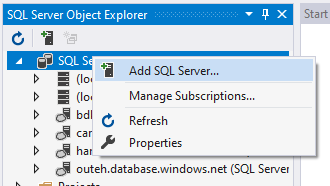 SQL Server Object Explorer
Start
SQL Se
Add SQL Server...
(loc
Manage Subscriptions...
(loc
bdl
Refresh
car
Properties
har
outeh.database.windows.net (SQL Server
Projects